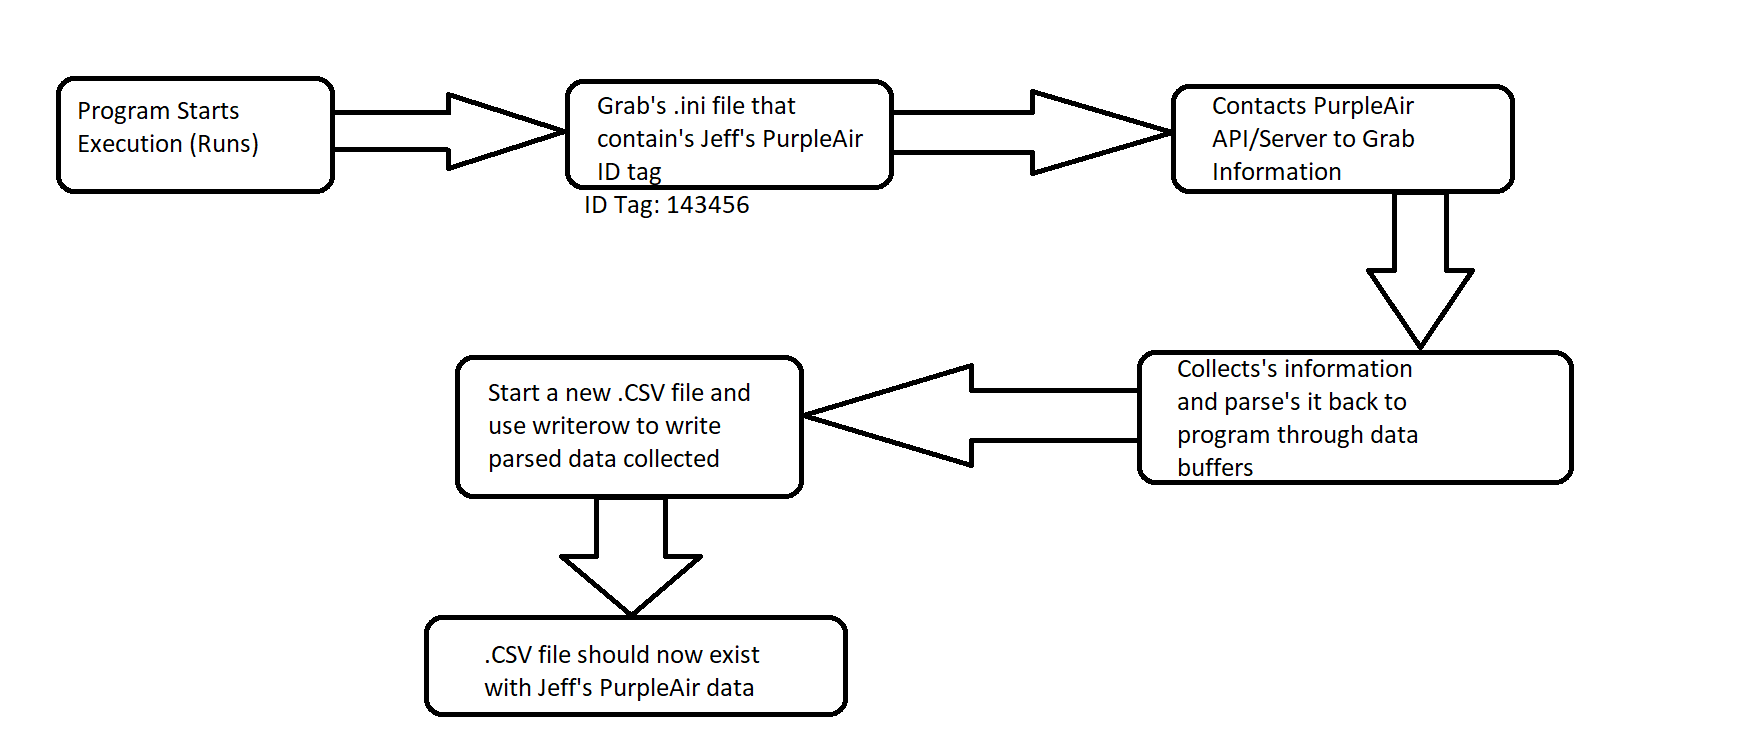 Program Starts
Execution (Runs)
Grab's .ini file that
contain's Jeff's PurpleAir
ID tag
ID Tag: 143456
Contacts PurpleAir
API/Server to Grab
Information
Collects's information
and parse's it back to
program through data
buffers
Start a new .CSV file and
use writerow to write
parsed data collected
.CSV file should now exist
with Jeff's PurpleAir data